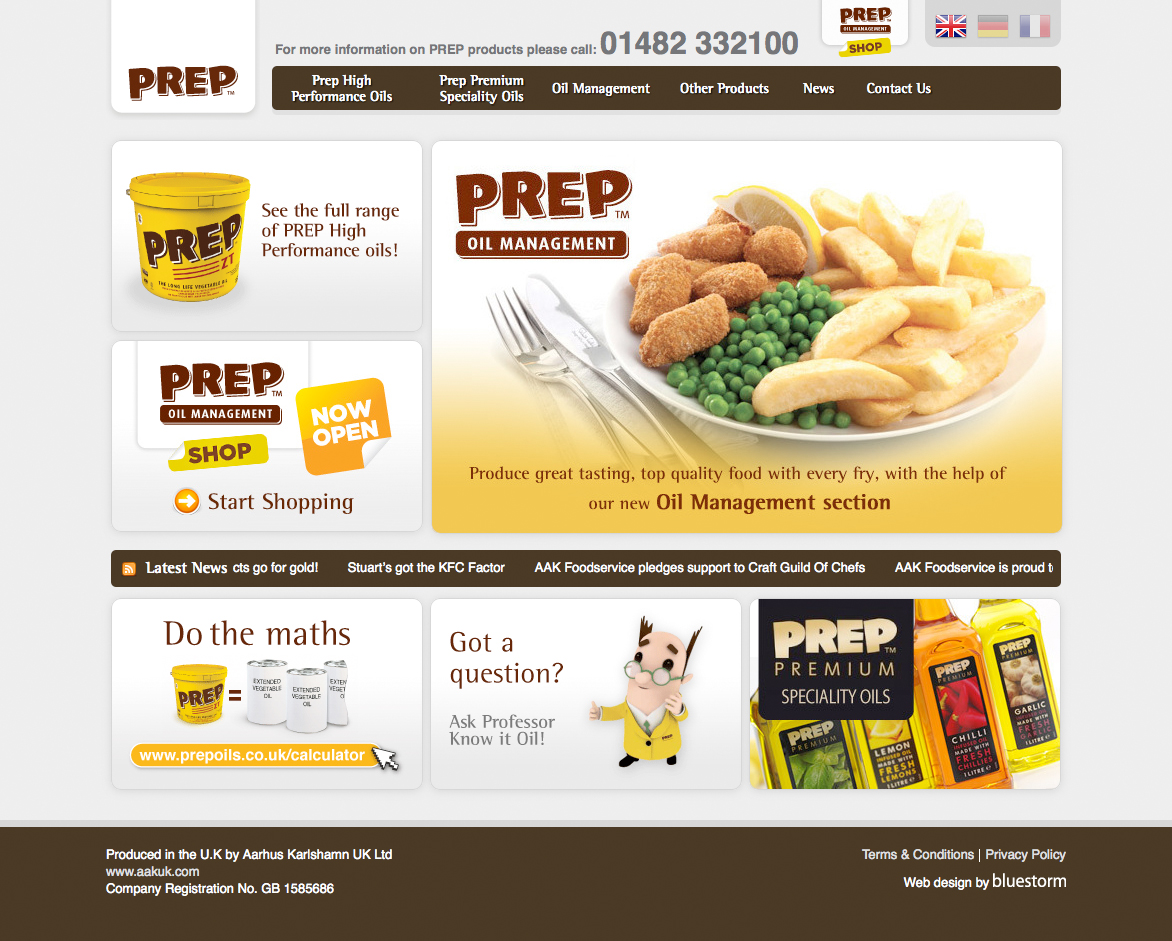 PREP™
For more information on PREP products please call: 01482 332100
PREP™
OIL MANAGEMENT
SHOP
Prep High
Performance Oils
Prep Premium
Speciality Oils
Oil Management
Other Products
News
Contact Us
PREP
ZT
THE LONG LIFE VEGETABLE OIL
See the full range
of PREP High
Performance oils!
PREP™
OIL MANAGEMENT
SHOP
NOW
OPEN
Start Shopping
PREP™
OIL MANAGEMENT
Produce great tasting, top quality food with every fry, with the help of
our new Oil Management section
Latest News cts go for gold! Stuart's got the KFC Factor AAK Foodservice pledges support to Craft Guild Of Chefs AAK Foodservice is proud t
Do the maths
PREP
=
EXTENDED
VEGETABLE
OIL
EXTENDED
VEGETABLE
OIL
www.prepoils.co.uk/calculator
Got a
question?
Ask Professor
Know it Oil!
PREP
PREP™
PREMIUM
SPECIALITY OILS
PREP
PREMIUM
PREP
PREMIUM
LEMON
INFUSED OIL
MADE WITH
FRESH
LEMONS
1 LITRE e
PREP
PREMIUM
CHILLI
INFUSED OIL
MADE WITH
FRESH
CHILLIES
1 LITRE e
PREP
PREMIUM
GARLIC
INFUSED OIL
MADE WITH
FRESH
GARLIC
1 LITRE e
Produced in the U.K by Aarhus Karlshamn UK Ltd
www.aakuk.com
Company Registration No. GB 1585686
Terms & Conditions | Privacy Policy
Web design by bluestorm